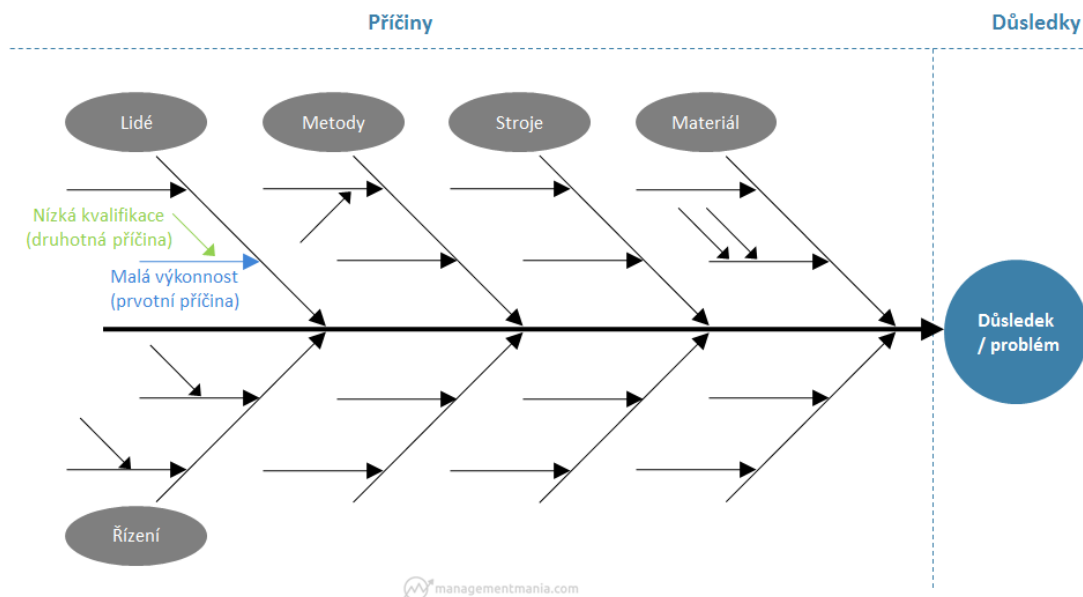 Příčiny
Důsledky
Lidé
Metody
Stroje
Materiál
Nízká kvalifikace
(druhotná příčina)
Malá výkonnost
(prvotní příčina)
Důsledek
/ problém
Řízení
managementmania.com